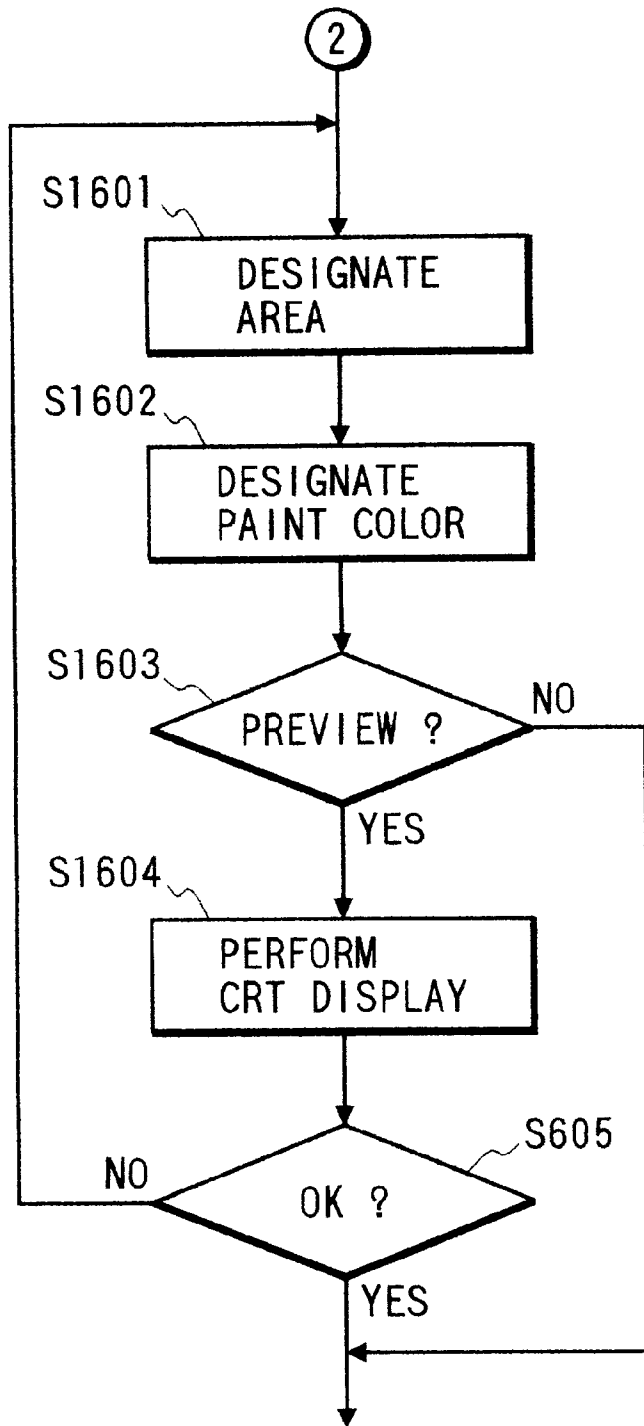 2
S1601
DESIGNATE
AREA
S1602
DESIGNATE
PAINT COLOR
S1603
PREVIEW ?
NO
YES
S1604
PERFORM
CRT DISPLAY
S605
NO
OK ?
YES